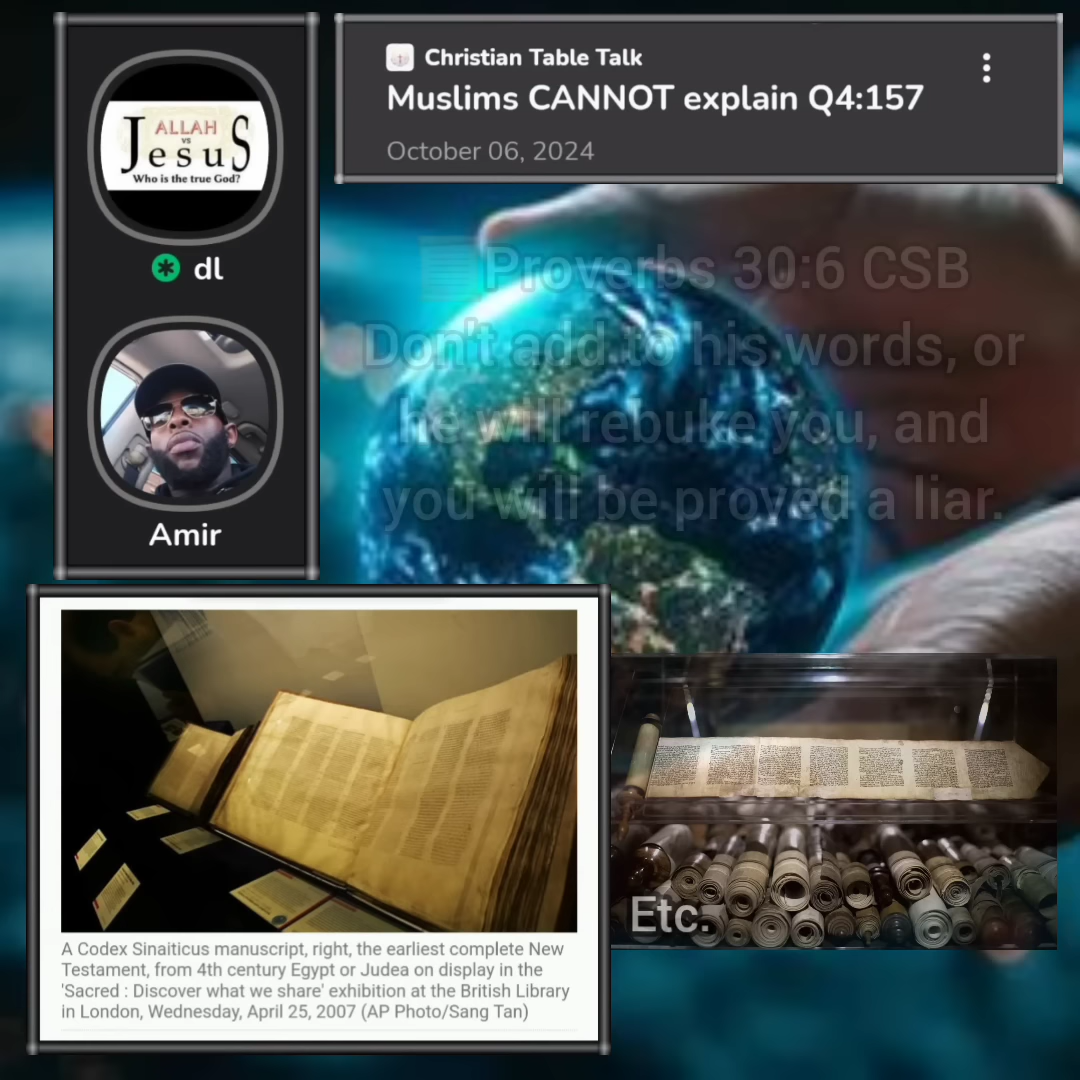 ALLAH
vs
JesuS
Who is the true God?
dl
Amir
Christian Table Talk
Muslims CANNOT explain Q4:157
October 06, 2024
Proverbs 30:6 CSB
Don't add to his words, or
he will rebuke you, and
you will be proved a liar.
A Codex Sinaiticus manuscript, right, the earliest complete New
Testament, from 4th century Egypt or Judea on display in the
'Sacred : Discover what we share' exhibition at the British Library
in London, Wednesday, April 25, 2007 (AP Photo/Sang Tan)
Etc.